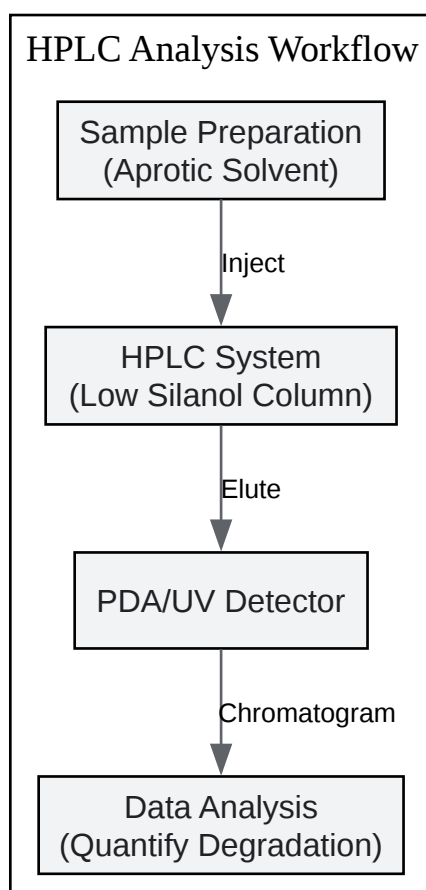 HPLC Analysis Workflow
Sample Preparation
(Aprotic Solvent)
Inject
HPLC System
(Low Silanol Column)
Elute
PDA/UV Detector
Chromatogram
Data Analysis
(Quantify Degradation)